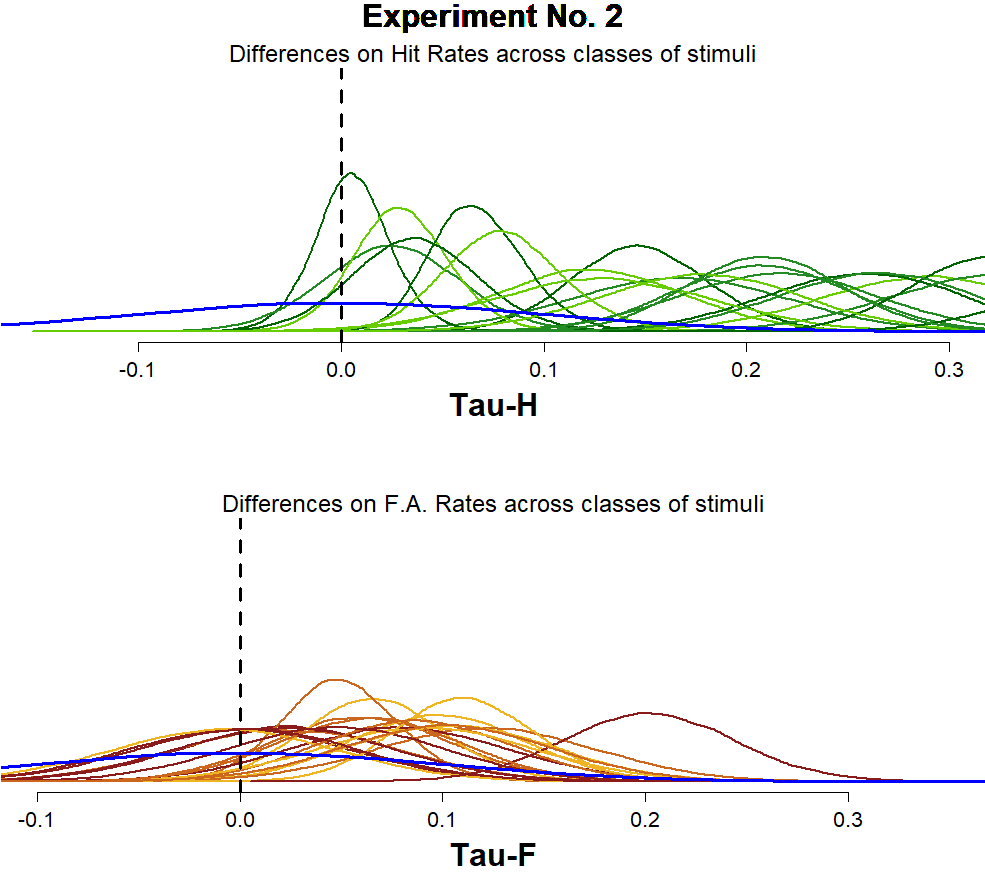 Experiment No. 2
Differences on Hit Rates across classes of stimuli
-0.1 0.0 0.1 0.2 0.3
Tau-H
Differences on F.A. Rates across classes of stimuli
-0.1 0.0 0.1 0.2 0.3
Tau-F